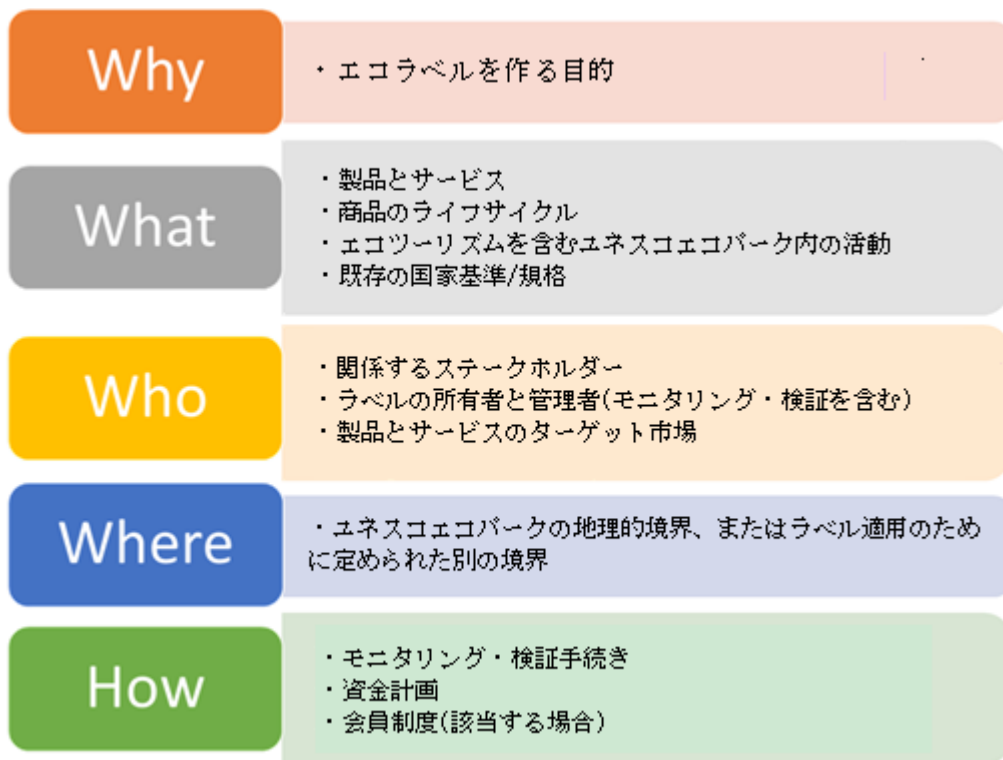 Why
・エコラベルを作る目的
What
・製品とサービス
・商品のライフサイクル
・エコツーリズムを含むユネスコエコパーク内の活動
・既存の国家基準/規格
Who
・関係するステークホルダー
・ラベルの所有者と管理者(モニタリング・検証を含む)
・製品とサービスのターゲット市場
Where
・ユネスコエコパークの地理的境界、またはラベル適用のため
に定められた別の境界
How
・モニタリング・検証手続き
・資金計画
・会員制度(該当する場合)